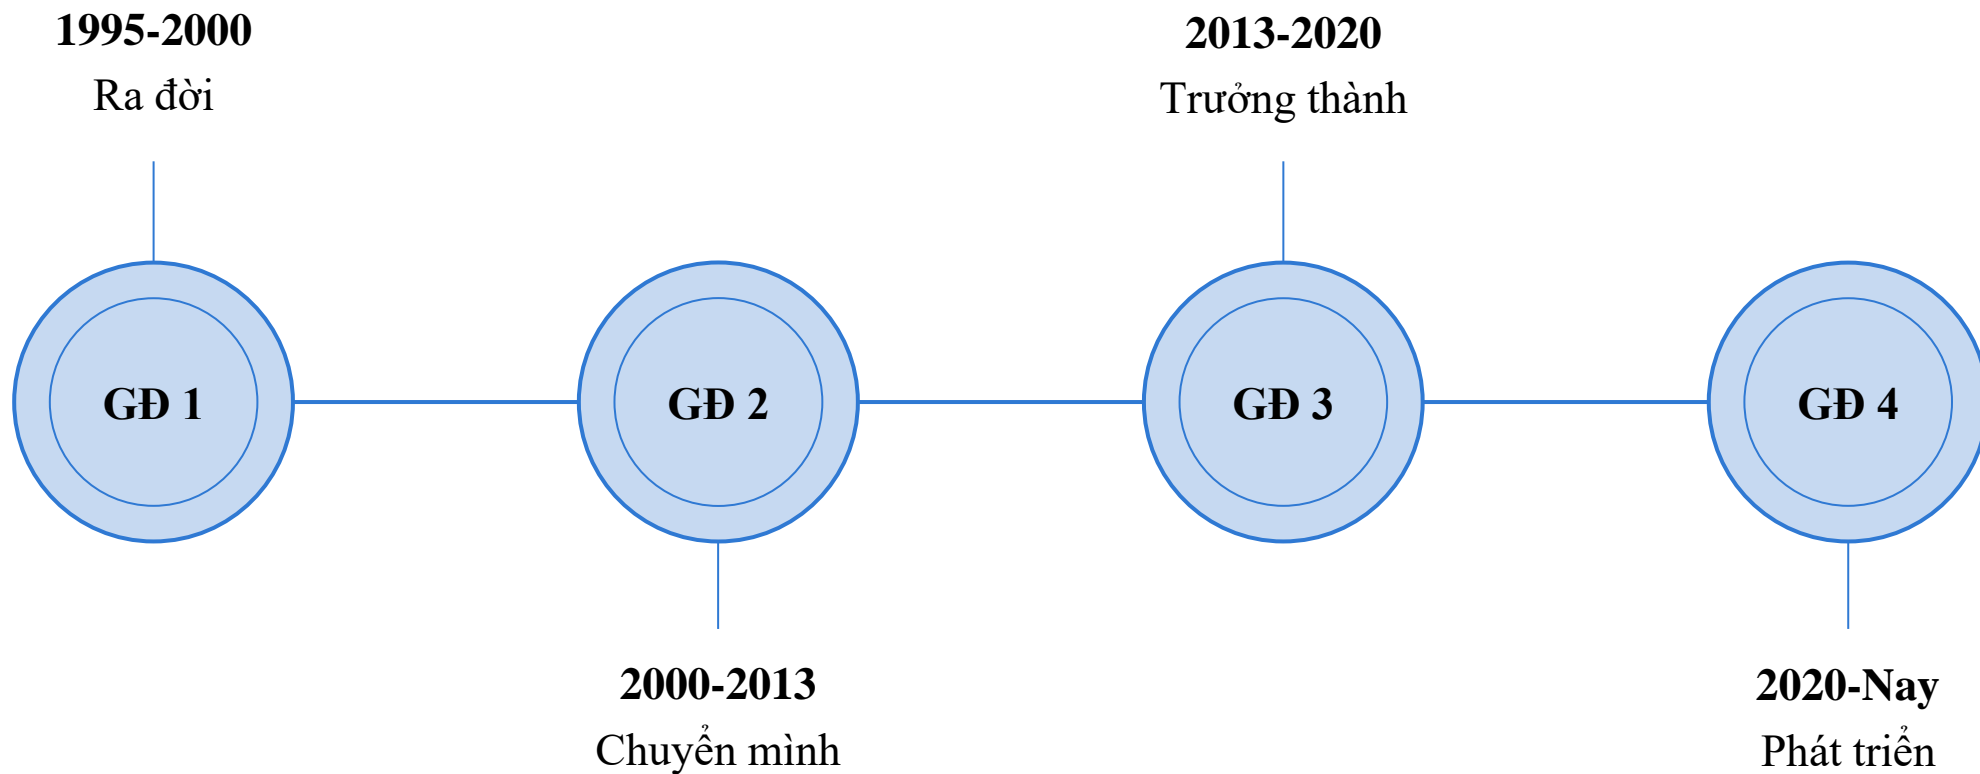 1995-2000
Ra đời
2013-2020
Trưởng thành
GĐ 1
GĐ 2
GĐ 3
GĐ 4
2000-2013
Chuyển mình
2020-Nay
Phát triển